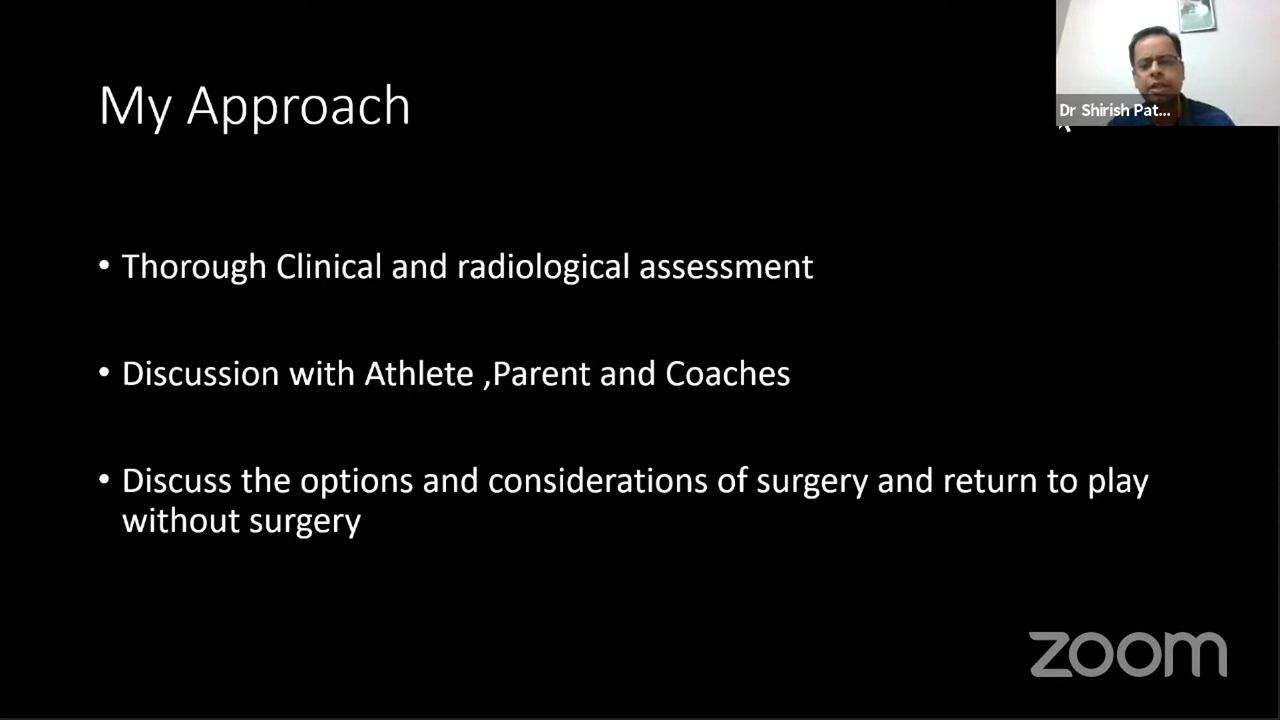 My Approach
Dr Shirish Pat...
• Thorough Clinical and radiological assessment
• Discussion with Athlete ,Parent and Coaches
• Discuss the options and considerations of surgery and return to play
without surgery
zoom